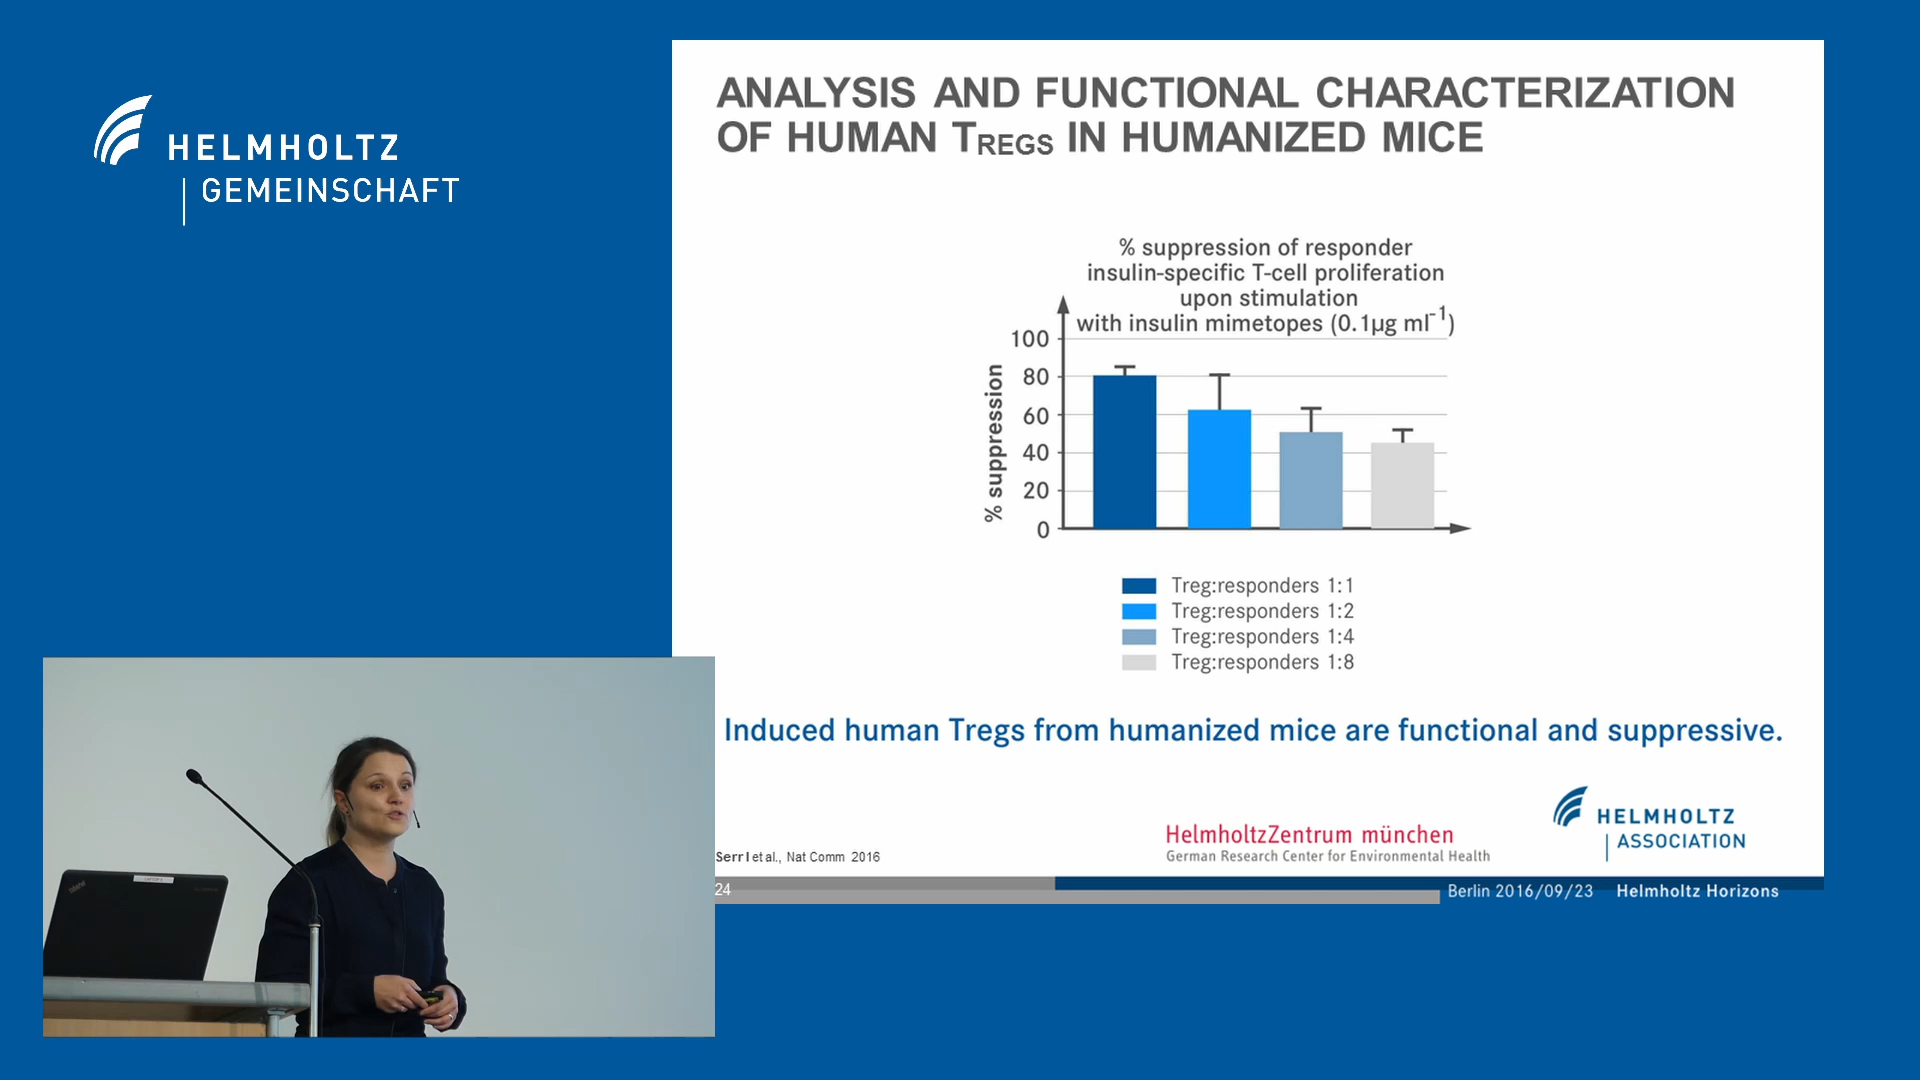 HELMHOLTZ
GEMEINSCHAFT
ANALYSIS AND FUNCTIONAL CHARACTERIZATION
OF HUMAN TREGS IN HUMANIZED MICE
% suppression of responder
insulin-specific T-cell proliferation
upon stimulation
with insulin mimetopes (0.1µg ml⁻¹)
% suppression
100
80
60
40
20
0
Treg:responders 1:1
Treg:responders 1:2
Treg:responders 1:4
Treg:responders 1:8
Induced human Tregs from humanized mice are functional and suppressive.
Serr I et al., Nat Comm 2016
HelmholtzZentrum münchen
German Research Center for Environmental Health
HELMHOLTZ
ASSOCIATION
24
Berlin 2016/09/23 Helmholtz Horizons
ThinkPad